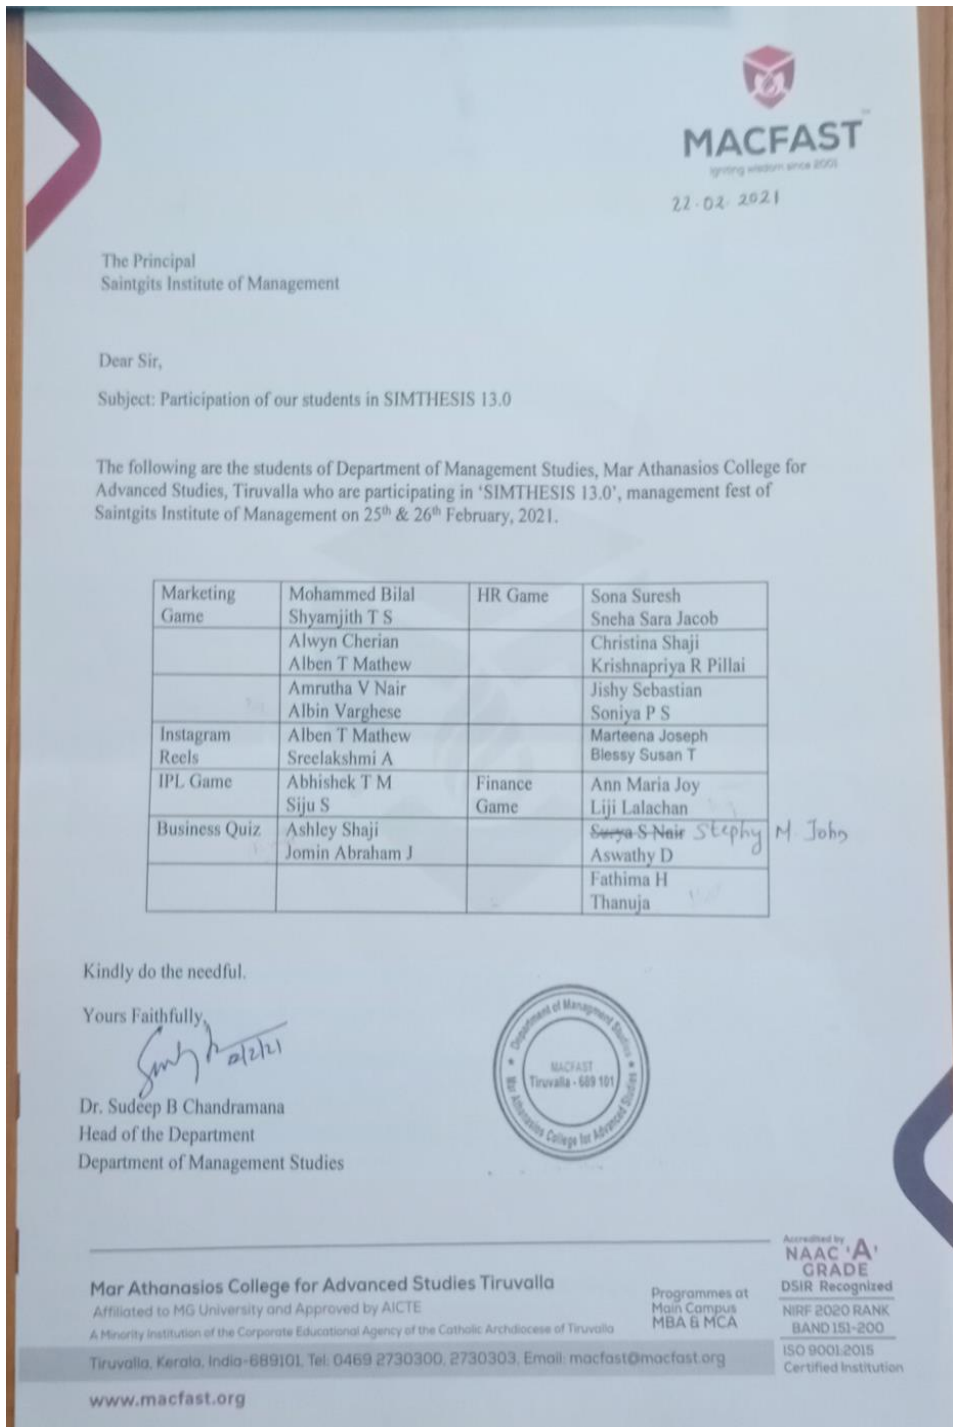 MACFAST
Igniting wisdom since 2001
22.02.2021
The Principal
Saintgits Institute of Management
Dear Sir,
Subject: Participation of our students in SIMTHESIS 13.0
The following are the students of Department of Management Studies, Mar Athanasios College for
Advanced Studies, Tiruvalla who are participating in ‘SIMTHESIS 13.0’, management fest of
Saintgits Institute of Management on 25th & 26th February, 2021.
Marketing Mohammed Bilal HR Game Sona Suresh
Game Shyamjith T S Sneha Sara Jacob
Alwyn Cherian Christina Shaji
Alben T Mathew Krishnapriya R Pillai
Amrutha V Nair Jishy Sebastian
Albin Varghese Soniya P S
Instagram Alben T Mathew Marteena Joseph
Reels Sreelakshmi A Blessy Susan T
IPL Game Abhishek T M Finance Ann Maria Joy
Siju S Game Liji Lalachan
Business Quiz Ashley Shaji Surya S Nair Stephy M. John
Jomin Abraham J Aswathy D
Fathima H
Thanuja
Kindly do the needful.
Yours Faithfully,
Dr. Sudeep B Chandramana
Head of the Department
Department of Management Studies
Department of Managment Studies
MACFAST
Tiruvalla - 689 101
Mar Athanasios College for Advanced Studies
Mar Athanasios College for Advanced Studies Tiruvalla
Affiliated to MG University and Approved by AICTE
A Minority Institution of the Corporate Educational Agency of the Catholic Archdiocese of Tiruvalla
Tiruvalla, Kerala, India-689101, Tel: 0469 2730300, 2730303, Email: macfast@macfast.org
www.macfast.org
Programmes at
Main Campus
MBA & MCA
Accredited by
NAAC 'A'
GRADE
DSIR Recognized
NIRF 2020 RANK
BAND 151-200
ISO 9001:2015
Certified Institution